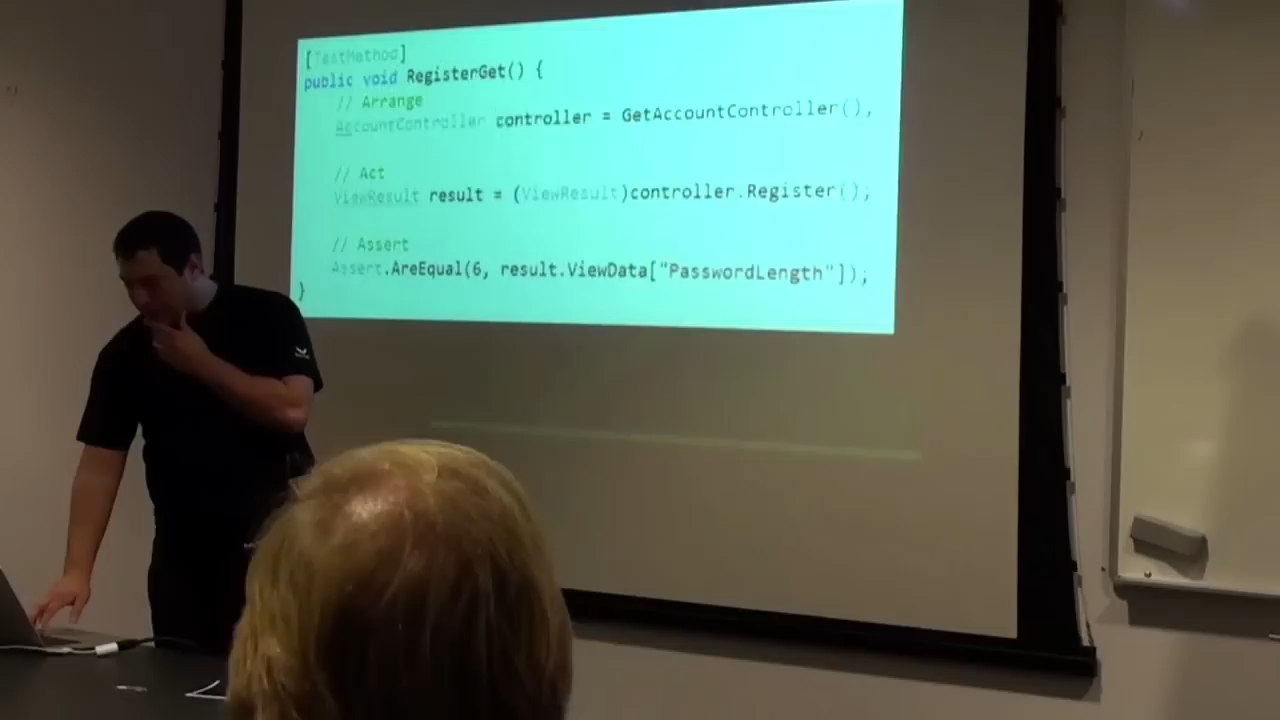 [TestMethod]
public void RegisterGet() {
// Arrange
AccountController controller = GetAccountController();
// Act
ViewResult result = (ViewResult)controller.Register();
// Assert
Assert.AreEqual(6, result.ViewData["PasswordLength"]);
}